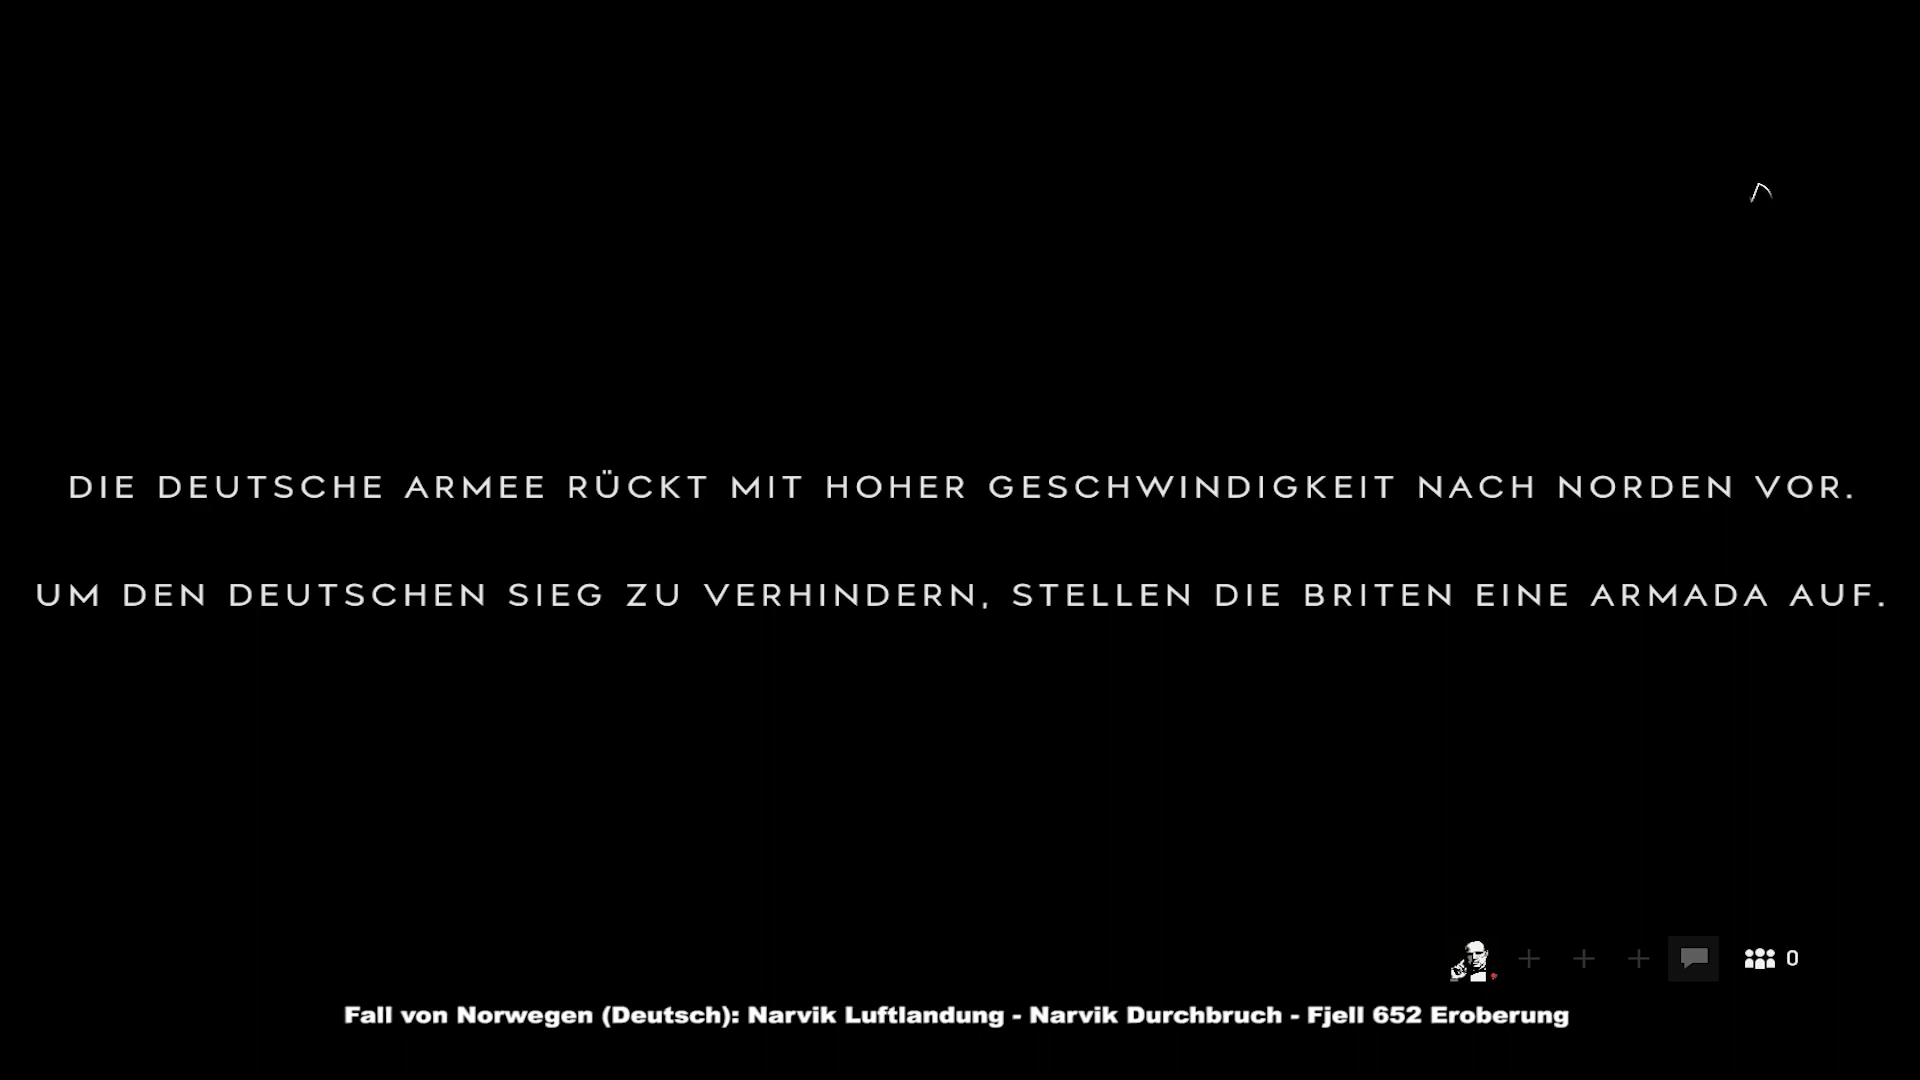 DIE DEUTSCHE ARMEE RÜCKT MIT HOHER GESCHWINDIGKEIT NACH NORDEN VOR.
UM DEN DEUTSCHEN SIEG ZU VERHINDERN, STELLEN DIE BRITEN EINE ARMADA AUF.
0
Fall von Norwegen (Deutsch): Narvik Luftlandung - Narvik Durchbruch - Fjell 652 Eroberung